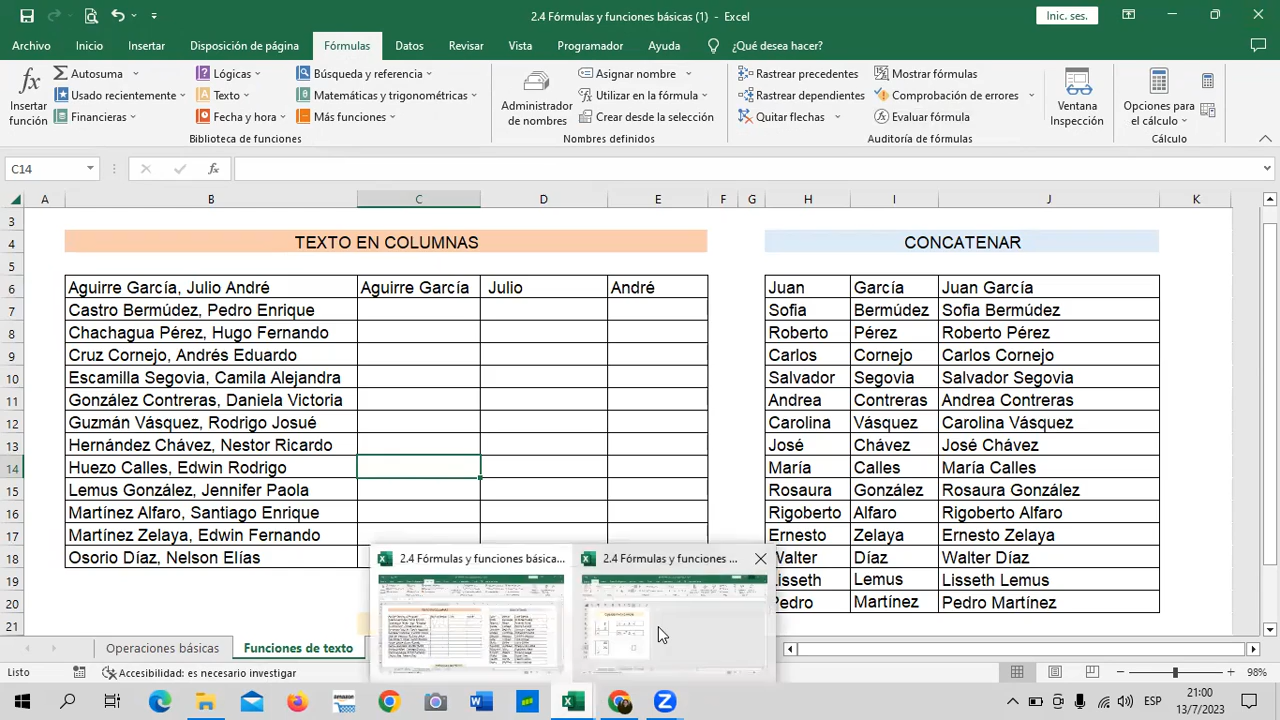 2.4 Fórmulas y funciones básicas (1) - Excel
Inic. ses.
Archivo Inicio Insertar Disposición de página Fórmulas Datos Revisar Vista Programador Ayuda ¿Qué desea hacer?
Insertar función
Autosuma
Usado recientemente
Financieras
Lógicas
Texto
Fecha y hora
Búsqueda y referencia
Matemáticas y trigonométricas
Más funciones
Biblioteca de funciones
Administrador de nombres
Asignar nombre
Utilizar en la fórmula
Crear desde la selección
Nombres definidos
Rastrear precedentes
Rastrear dependientes
Quitar flechas
Mostrar fórmulas
Comprobación de errores
Evaluar fórmula
Auditoría de fórmulas
Ventana Inspección
Opciones para el cálculo
Cálculo
C14 fx
A B C D E F G H I J K
3
4 TEXTO EN COLUMNAS CONCATENAR
5
6 Aguirre García, Julio André Aguirre García Julio André Juan García Juan García
7 Castro Bermúdez, Pedro Enrique Sofia Bermúdez Sofia Bermúdez
8 Chachagua Pérez, Hugo Fernando Roberto Pérez Roberto Pérez
9 Cruz Cornejo, Andrés Eduardo Carlos Cornejo Carlos Cornejo
10 Escamilla Segovia, Camila Alejandra Salvador Segovia Salvador Segovia
11 González Contreras, Daniela Victoria Andrea Contreras Andrea Contreras
12 Guzmán Vásquez, Rodrigo Josué Carolina Vásquez Carolina Vásquez
13 Hernández Chávez, Nestor Ricardo José Chávez José Chávez
14 Huezo Calles, Edwin Rodrigo María Calles María Calles
15 Lemus González, Jennifer Paola Rosaura González Rosaura González
16 Martínez Alfaro, Santiago Enrique Rigoberto Alfaro Rigoberto Alfaro
17 Martínez Zelaya, Edwin Fernando Ernesto Zelaya Ernesto Zelaya
18 Osorio Díaz, Nelson Elías Walter Díaz Walter Díaz
19 Lisseth Lemus Lisseth Lemus
20 Pedro Martínez Pedro Martínez
21
2.4 Fórmulas y funciones básica... 2.4 Fórmulas y funciones ...
Operaciones básicas Funciones de texto
Listo Accesibilidad: es necesario investigar 98%
amazon
ESP 21:00
13/7/2023